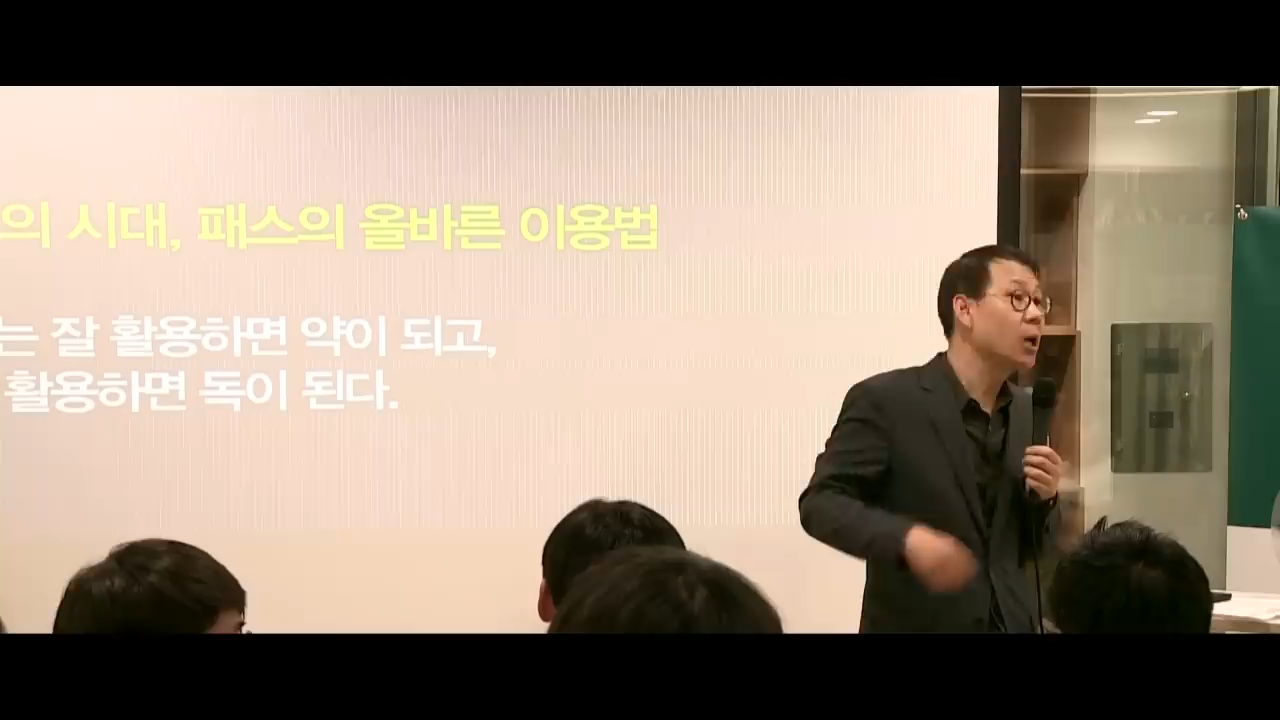 의 시대, 패스의 올바른 이용법
는 잘 활용하면 약이 되고,
활용하면 독이 된다.